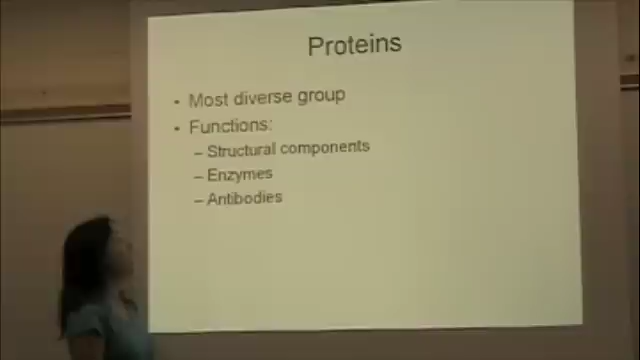 Proteins
• Most diverse group
• Functions:
– Structural components
– Enzymes
– Antibodies